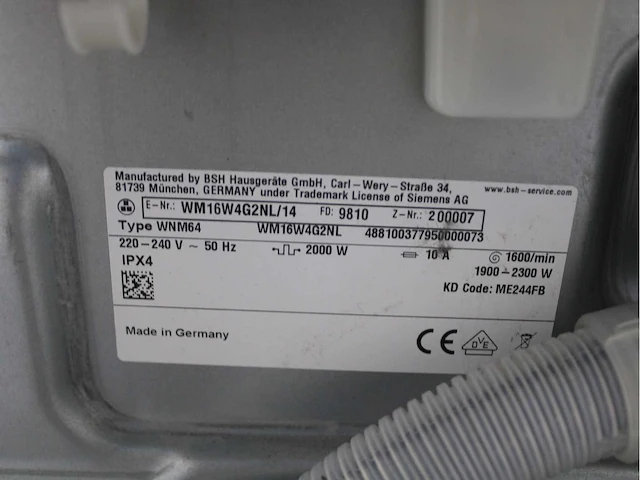 Manufactured by BSH Hausgeräte GmbH, Carl-Wery-Straße 34,
81739 München, GERMANY under Trademark License of Siemens AG
www.bsh-service.com
E-Nr.: WM16W4G2NL/14 FD: 9810 Z-Nr.: 200007
Type WNM64 WM16W4G2NL 488100377950000073
220-240 V ~ 50 Hz 2000 W 10 A 1600/min
IPX4 1900-2300 W
KD Code: ME244FB
Made in Germany
CE DVE